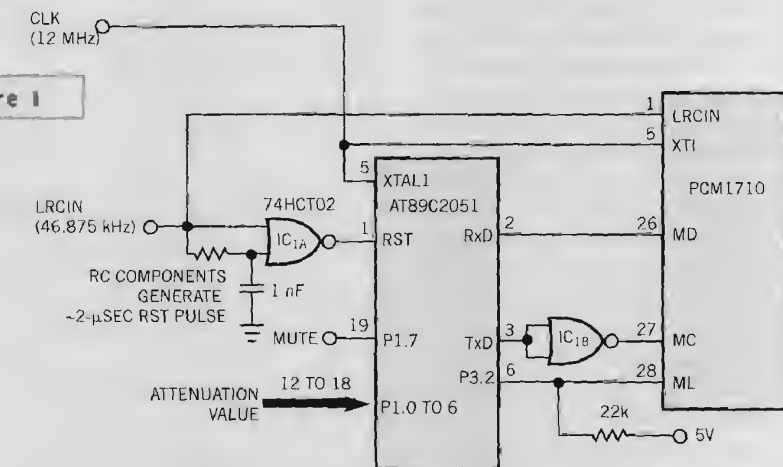 CLK
(12 MHz)
re 1
1
LRCIN
5
XTI
PCM1710
5
XTAL1
74HCT02
AT89C2051
LRCIN
(46.875 kHz)
IC1A
1
RST
RxD
2
26
MD
RC COMPONENTS
GENERATE
~2-μSEC RST PULSE
1 nF
MUTE
19
P1.7
TxD
3
IC1B
27
MC
P3.2
6
28
ML
ATTENUATION
VALUE
12 TO 18
P1.0 TO 6
22k
5V